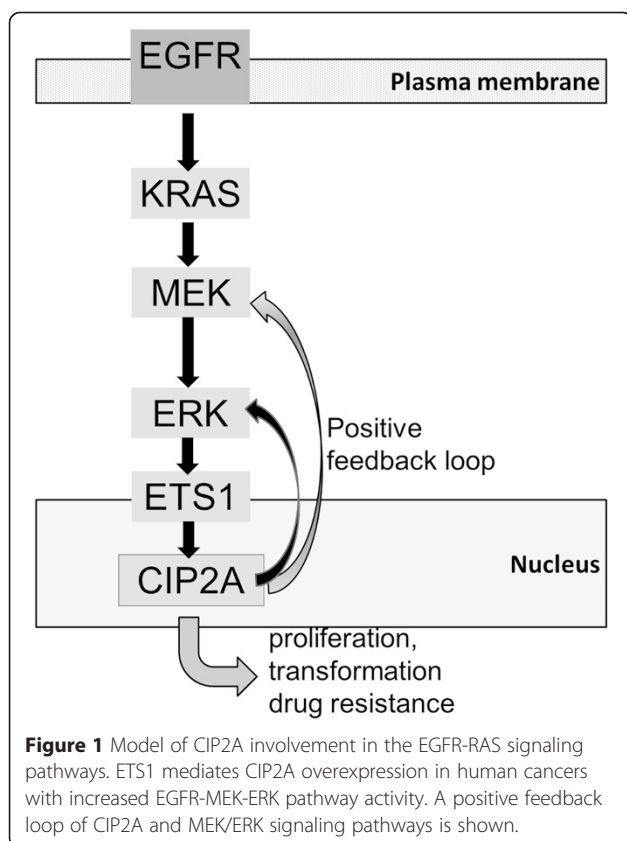 EGFR
Plasma membrane
KRAS
MEK
ERK
Positive
feedback loop
ETS1
CIP2A
Nucleus
proliferation,
transformation
drug resistance
Figure 1 Model of CIP2A involvement in the EGFR-RAS signaling
pathways. ETS1 mediates CIP2A overexpression in human cancers
with increased EGFR-MEK-ERK pathway activity. A positive feedback
loop of CIP2A and MEK/ERK signaling pathways is shown.